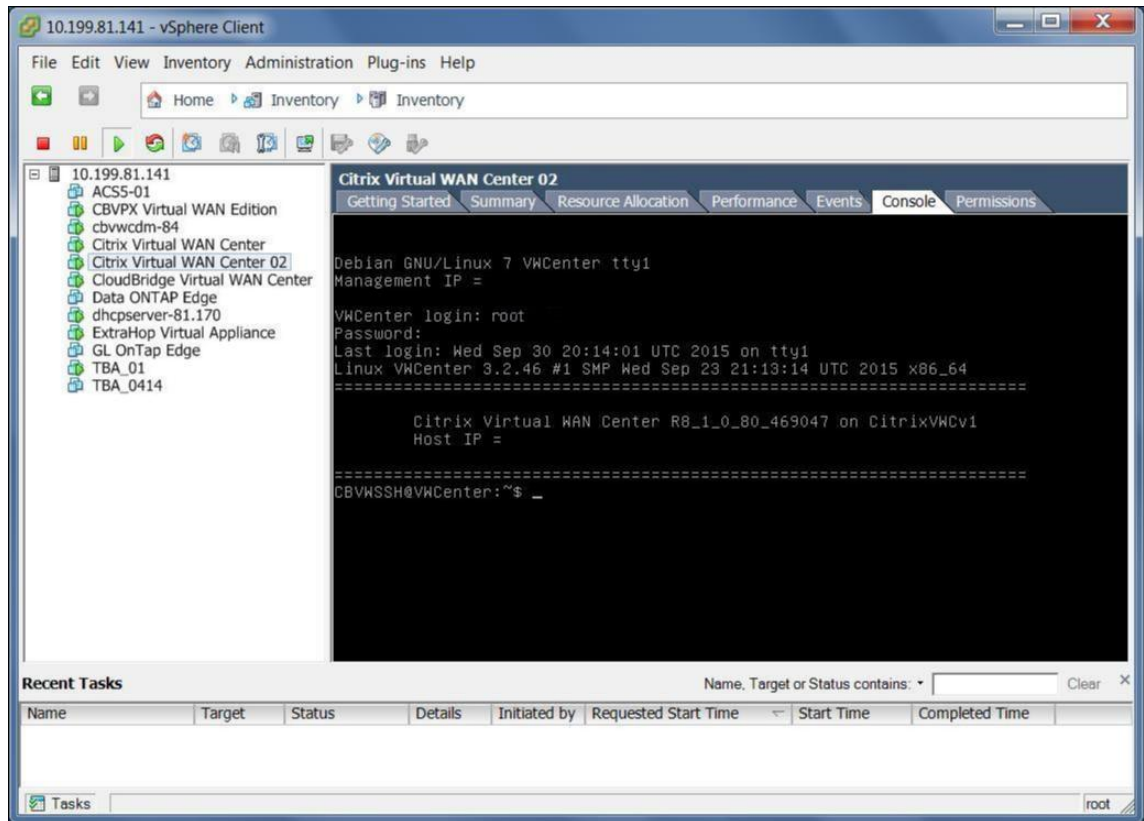 10.199.81.141 - vSphere Client
File Edit View Inventory Administration Plug-ins Help
Home Inventory Inventory
10.199.81.141
ACS5-01
CBVPX Virtual WAN Edition
cbvwcdm-84
Citrix Virtual WAN Center
Citrix Virtual WAN Center 02
CloudBridge Virtual WAN Center
Data ONTAP Edge
dhcpserver-81.170
ExtraHop Virtual Appliance
GL OnTap Edge
TBA_01
TBA_0414
Citrix Virtual WAN Center 02
Getting Started Summary Resource Allocation Performance Events Console Permissions
Debian GNU/Linux 7 VWCenter tty1
Management IP =
VWCenter login: root
Password:
Last login: Wed Sep 30 20:14:01 UTC 2015 on tty1
Linux VWCenter 3.2.46 #1 SMP Wed Sep 23 21:13:14 UTC 2015 x86_64
======================================================================
Citrix Virtual WAN Center R8_1_0_80_469047 on CitrixVWCv1
Host IP =
======================================================================
CBVWSSH@VWCenter:~$ _
Recent Tasks Name, Target or Status contains: Clear ×
Name Target Status Details Initiated by Requested Start Time Start Time Completed Time
Tasks root